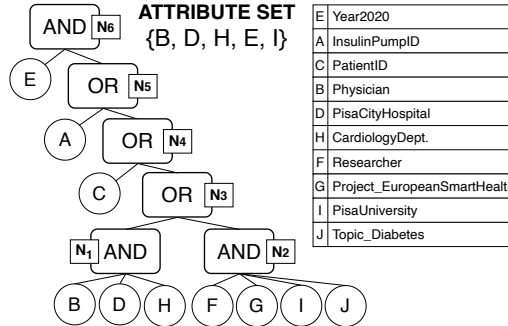 ATTRIBUTE SET
{B, D, H, E, I}
AND N6
E
OR N5
A
OR N4
C
OR N3
N1 AND
AND N2
B D H F G I J
E Year2020
A InsulinPumpID
C PatientID
B Physician
D PisaCityHospital
H CardiologyDept.
F Researcher
G Project_EuropeanSmartHealt
I PisaUniversity
J Topic_Diabetes